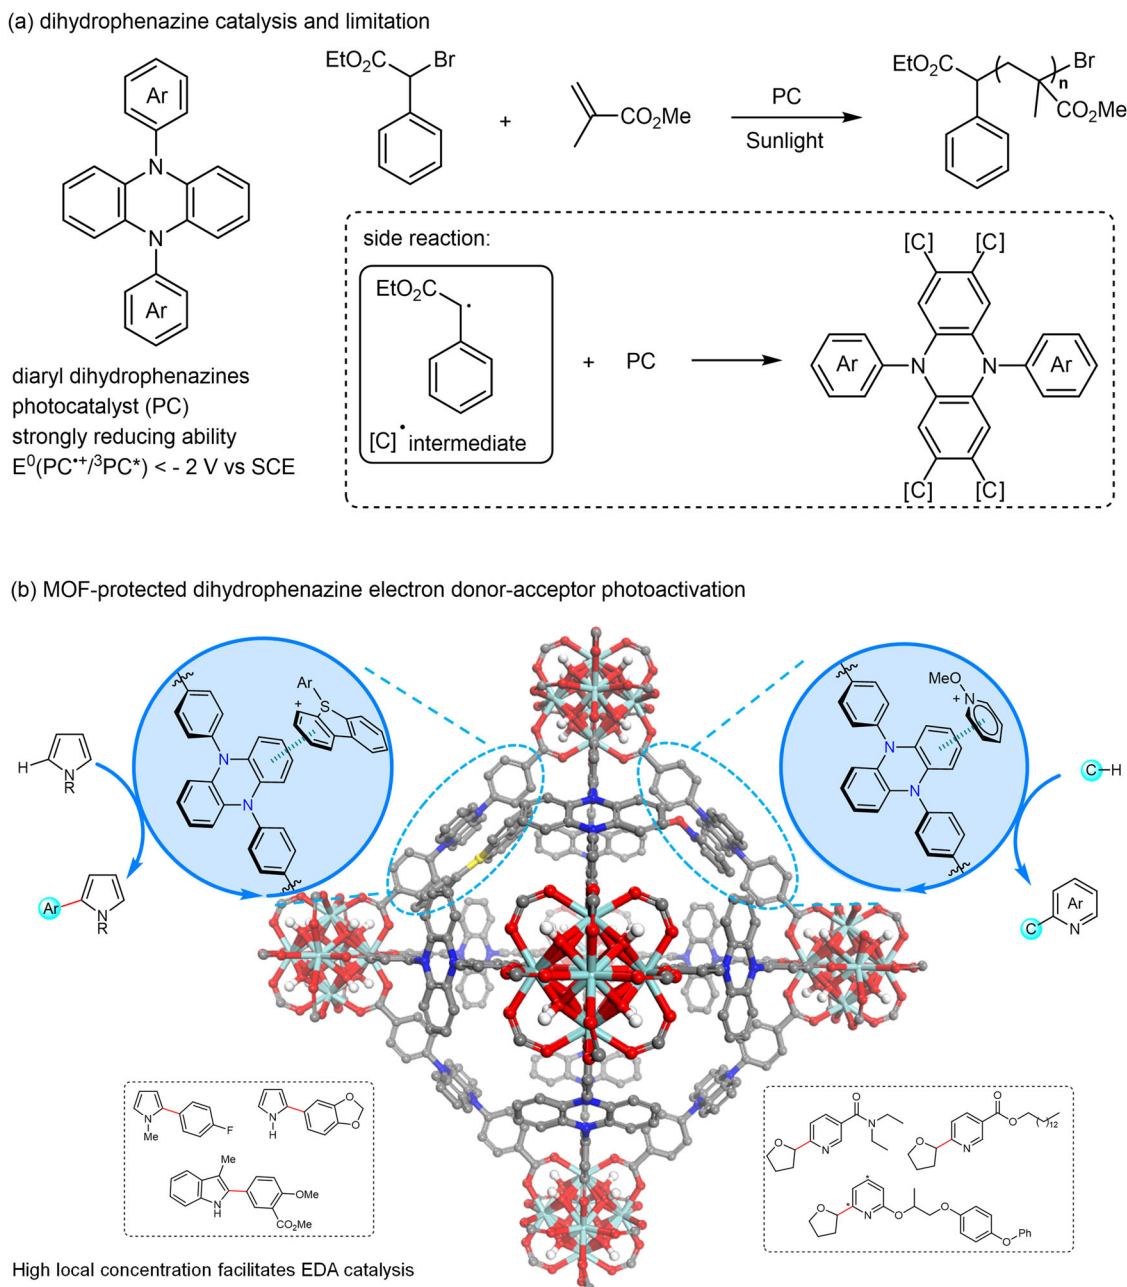 (a) dihydrophenazine catalysis and limitation
Ar
N
N
Ar
EtO₂C
Br
+
CO₂Me
PC
Sunlight
EtO₂C
Br
n
CO₂Me
diaryl dihydrophenazines
photocatalyst (PC)
strongly reducing ability
E⁰(PC•⁺/³PC*) < - 2 V vs SCE
side reaction:
EtO₂C
[C]• intermediate
+
PC
[C]
[C]
Ar
N
N
Ar
[C]
[C]
(b) MOF-protected dihydrophenazine electron donor-acceptor photoactivation
H
N
R
Ar
S
+
N
N
Ar
N
R
MeO
N
+
N
N
C-H
C
Ar
N
N
Me
F
N
H
O
O
Me
N
H
OMe
CO₂Me
O
N
O
N
O
O
12
O
N
*
*
O
N
O
O
O
Ph
High local concentration facilitates EDA catalysis